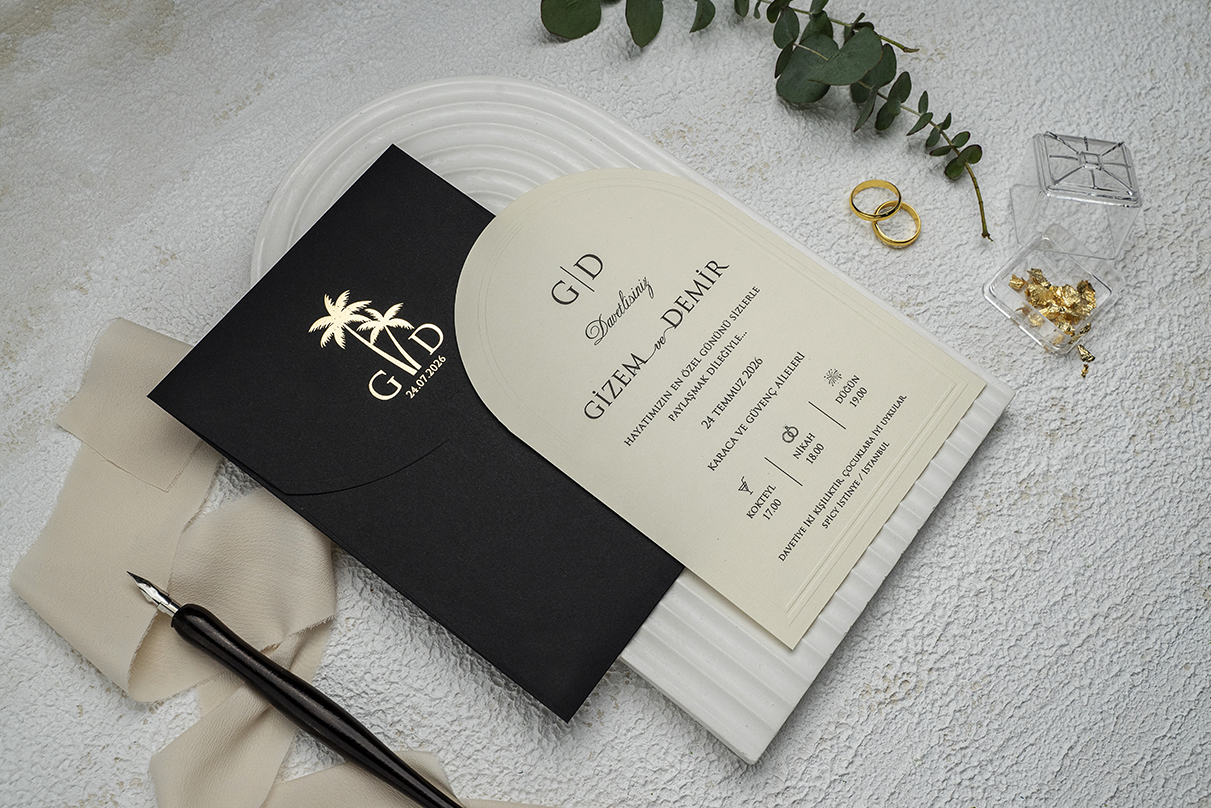 G D
24.07.2026
G|D
Davetlisiniz
GİZEM ve DEMİR
HAYATIMIZIN EN ÖZEL GÜNÜNÜ SİZLERLE
PAYLAŞMAK DİLEĞİYLE...
24 TEMMUZ 2026
KARACA VE GÜVENÇ AİLELERİ
KOKTEYL
17.00
NİKAH
18.00
DÜĞÜN
19.00
DAVETİYE İKİ KİŞİLİKTİR. ÇOCUKLARA İYİ UYKULAR.
SPICY İSTİNYE / İSTANBUL